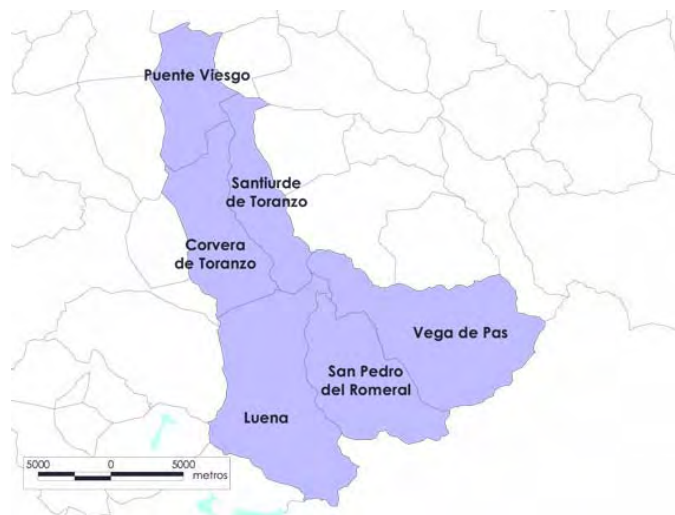 Puente Viesgo
Santiurde
de Toranzo
Corvera
de Toranzo
Vega de Pas
San Pedro
del Romeral
Luena
5000 0 5000
metros